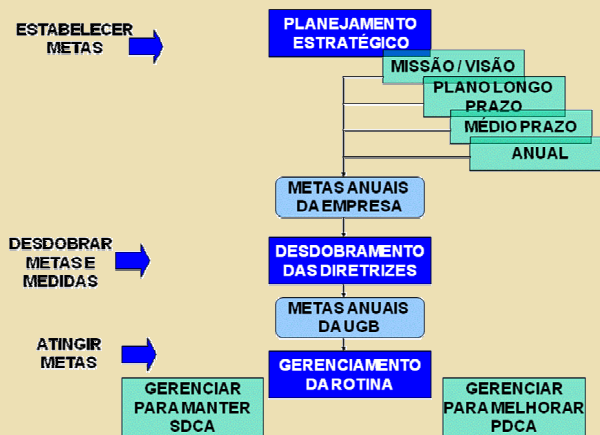 ESTABELECER
METAS
PLANEJAMENTO
ESTRATÉGICO
MISSÃO / VISÃO
PLANO LONGO
PRAZO
MÉDIO PRAZO
ANUAL
METAS ANUAIS
DA EMPRESA
DESDOBRAR
METAS E
MEDIDAS
DESDOBRAMENTO
DAS DIRETRIZES
METAS ANUAIS
DA UGB
ATINGIR
METAS
GERENCIAMENTO
DA ROTINA
GERENCIAR
PARA MANTER
SDCA
GERENCIAR
PARA MELHORAR
PDCA